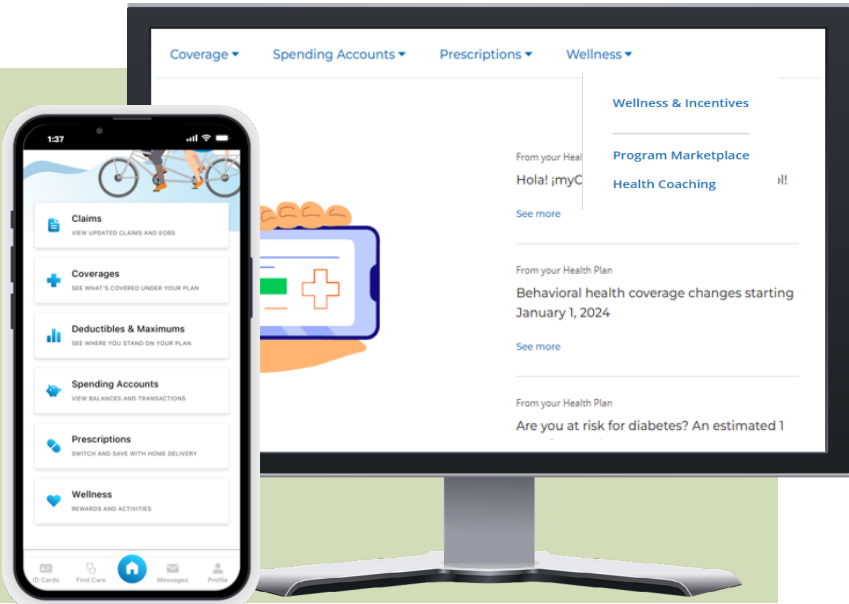 Coverage
Spending Accounts
Prescriptions
Wellness
Wellness & Incentives
Program Marketplace
Health Coaching
From your Heal
Hola! ¡myC
ol!
See more
From your Health Plan
Behavioral health coverage changes starting
January 1, 2024
See more
From your Health Plan
Are you at risk for diabetes? An estimated 1
1:37
Claims
VIEW UPDATED CLAIMS AND EOBS
Coverages
SEE WHAT'S COVERED UNDER YOUR PLAN
Deductibles & Maximums
SEE WHERE YOU STAND ON YOUR PLAN
Spending Accounts
VIEW BALANCES AND TRANSACTIONS
Prescriptions
SWITCH AND SAVE WITH HOME DELIVERY
Wellness
REWARDS AND ACTIVITIES
ID Cards
Find Care
Messages
Profile